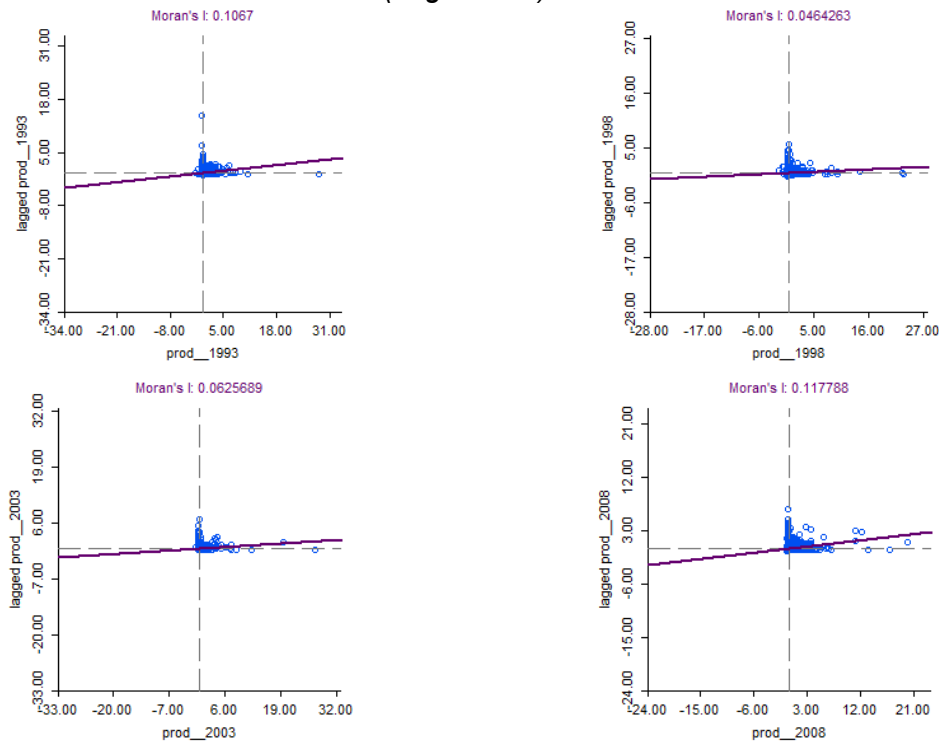 Moran's I: 0.1067
lagged prod__1993
31.00
18.00
5.00
-8.00
-21.00
-34.00
-34.00 -21.00 -8.00 5.00 18.00 31.00
prod__1993
Moran's I: 0.0464263
lagged prod__1998
27.00
16.00
5.00
-6.00
-17.00
-28.00
-28.00 -17.00 -6.00 5.00 16.00 27.00
prod__1998
Moran's I: 0.0625689
lagged prod__2003
32.00
19.00
6.00
-7.00
-20.00
-33.00
-33.00 -20.00 -7.00 6.00 19.00 32.00
prod__2003
Moran's I: 0.117788
lagged prod__2008
21.00
12.00
3.00
-6.00
-15.00
-24.00
-24.00 -15.00 -6.00 3.00 12.00 21.00
prod__2008